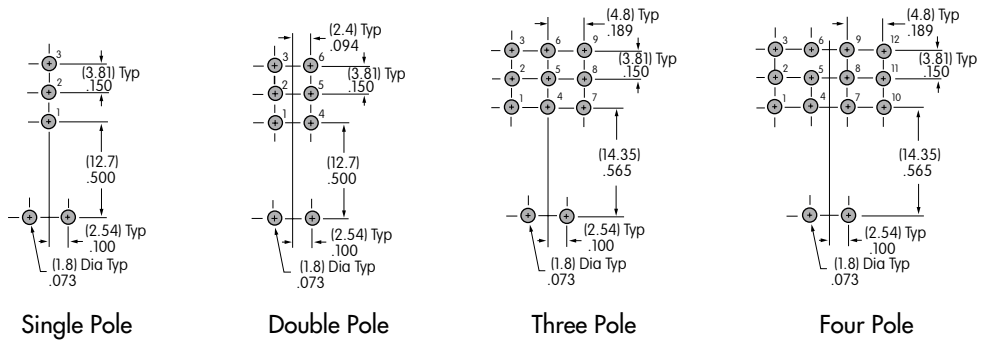 3
(3.81) Typ
.150
2
1
(12.7)
.500
(2.54) Typ
.100
(1.8) Dia Typ
.073
Single Pole
(2.4) Typ
.094
3 6
(3.81) Typ
.150
2 5
1 4
(12.7)
.500
(2.54) Typ
.100
(1.8) Dia Typ
.073
Double Pole
(4.8) Typ
.189
3 6 9
(3.81) Typ
.150
2 5 8
1 4 7
(14.35)
.565
(2.54) Typ
.100
(1.8) Dia Typ
.073
Three Pole
(4.8) Typ
.189
3 6 9 12
(3.81) Typ
.150
2 5 8 11
1 4 7 10
(14.35)
.565
(2.54) Typ
.100
(1.8) Dia Typ
.073
Four Pole